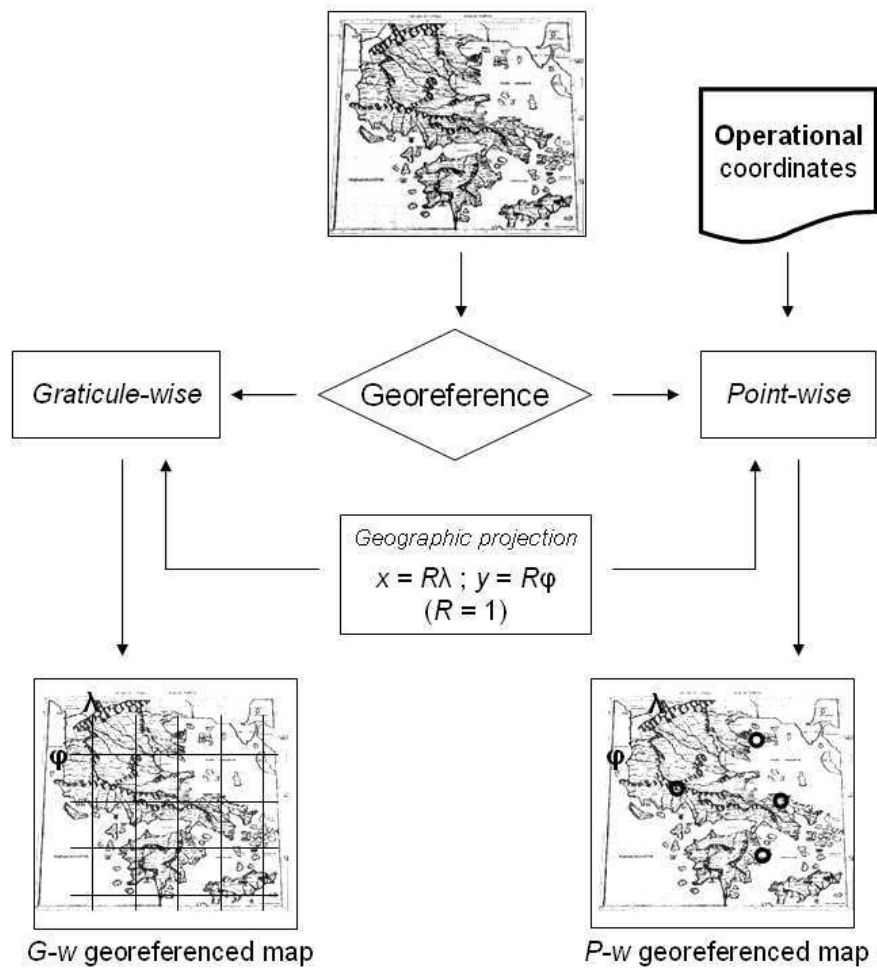 Operational
coordinates
Graticule-wise
Georeference
Point-wise
Geographic projection
x = Rλ ; y = Rφ
(R = 1)
λ
φ
λ
φ
G-w georeferenced map
P-w georeferenced map